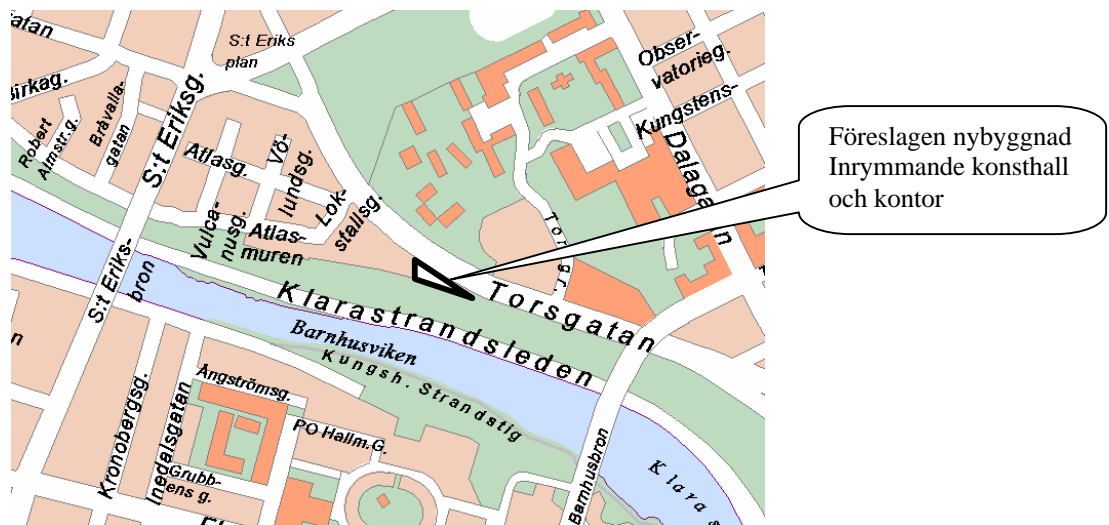 atan
S:t Eriks
plan
Obser-
vatorieg.
Kungstens-
Birkag.
Bråvalla-
gatan
Robert
Almstr.g.
S:t Eriksg.
Atlasg.
Vö-
lundsg.
Lok-
stallsg.
Vulca-
nusg.
Atlas-
muren
Dalagatan
Torgr.
Föreslagen nybyggnad
Inrymmande konsthall
och kontor
S:t Eriks-
bron
Klarastrandsleden
Torsgatan
Barnhusviken
Kungsh. Strandstig
Ångströmsg.
Kronobergsg.
Inedalsgatan
PO Hallm.G.
Grubb-
ens g.
Barnhusbron
Klara s
n